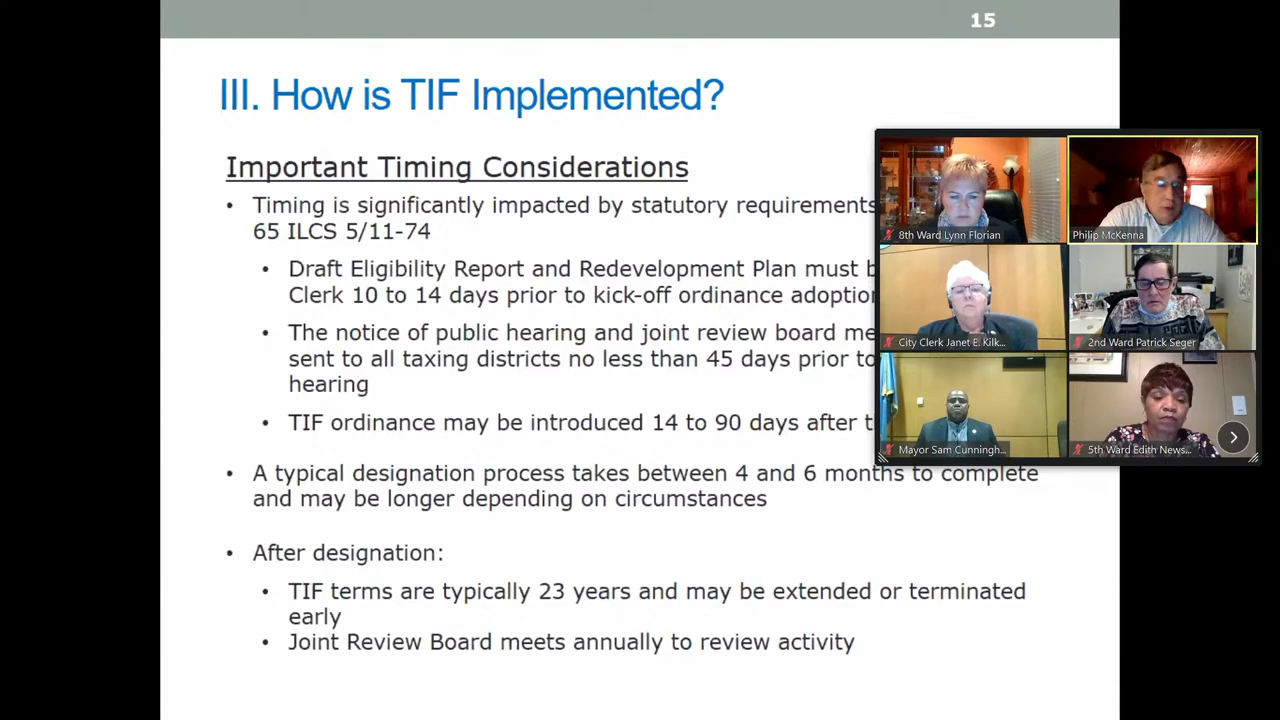 15
III. How is TIF Implemented?
Important Timing Considerations
• Timing is significantly impacted by statutory requirements
65 ILCS 5/11-74
• Draft Eligibility Report and Redevelopment Plan must
Clerk 10 to 14 days prior to kick-off ordinance adoption
• The notice of public hearing and joint review board
sent to all taxing districts no less than 45 days prior to
hearing
• TIF ordinance may be introduced 14 to 90 days after
• A typical designation process takes between 4 and 6 months to complete
and may be longer depending on circumstances
• After designation:
• TIF terms are typically 23 years and may be extended or terminated
early
• Joint Review Board meets annually to review activity
8th Ward Lynn Florian
Philip McKenna
City Clerk Janet E. Kilk...
2nd Ward Patrick Seger
Mayor Sam Cunningh...
5th Ward Edith News...